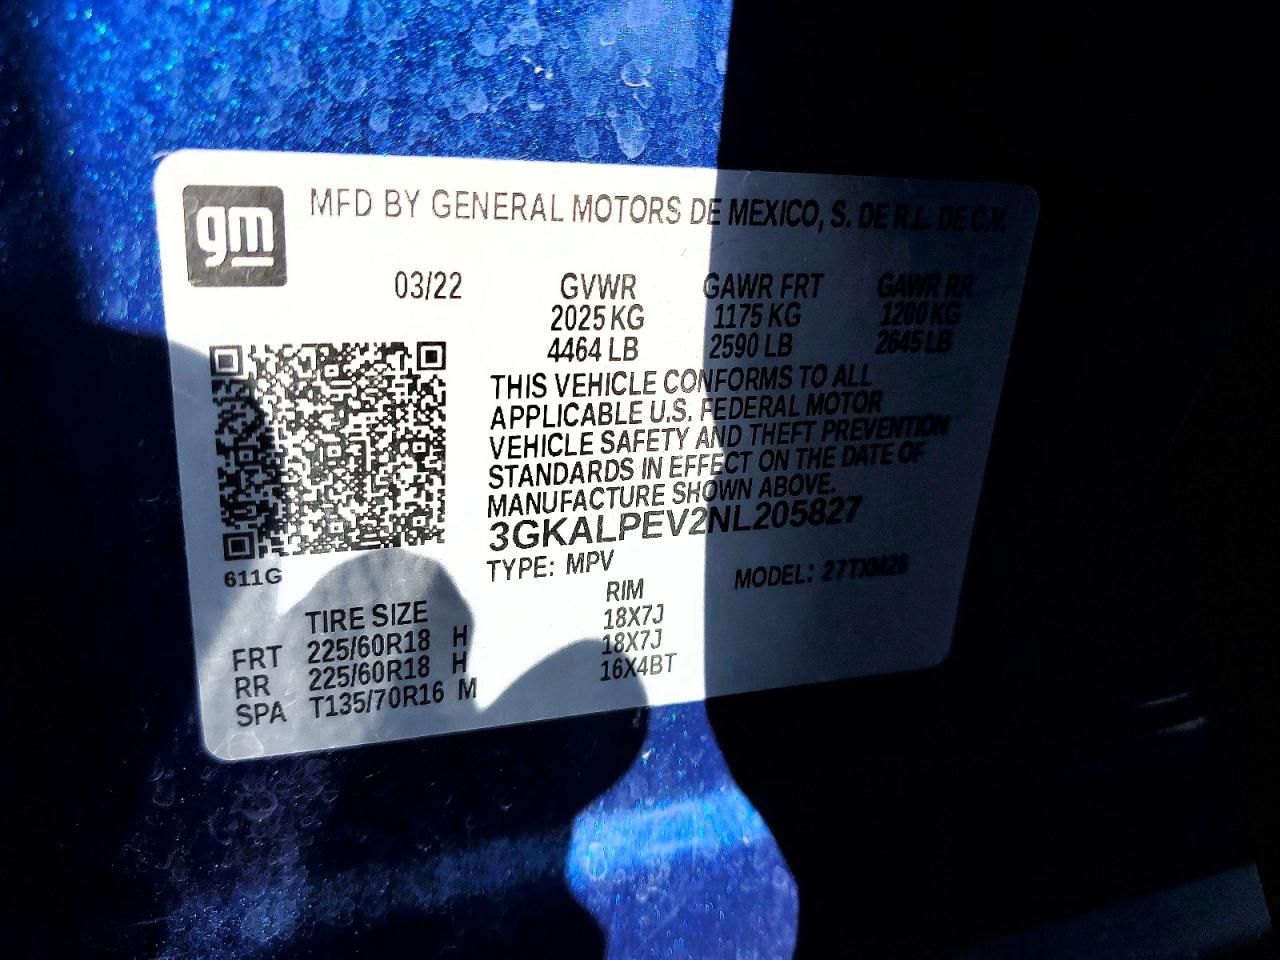 gm
MFD BY GENERAL MOTORS DE MEXICO, S. DE R.L. DE C.V.
03/22
GVWR GAWR FRT GAWR RR
2025 KG 1175 KG 1200 KG
4464 LB 2590 LB 2645 LB
THIS VEHICLE CONFORMS TO ALL
APPLICABLE U.S. FEDERAL MOTOR
VEHICLE SAFETY AND THEFT PREVENTION
STANDARDS IN EFFECT ON THE DATE OF
MANUFACTURE SHOWN ABOVE.
3GKALPEV2NL205827
TYPE: MPV MODEL: 27TXM26
611G
TIRE SIZE RIM
FRT 225/60R18 H 18X7J
RR 225/60R18 H 18X7J
SPA T135/70R16 M 16X4BT